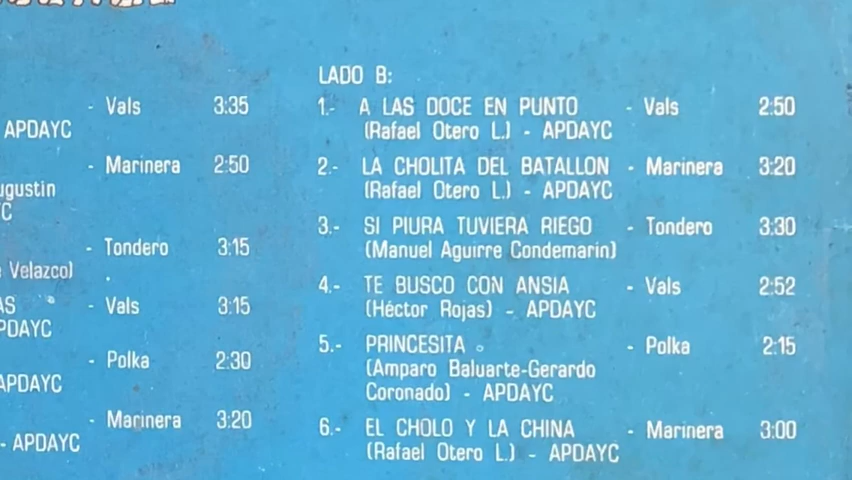 - Vals 3:35
APDAYC
- Marinera 2:50
- Tondero 3:15
Velazco)
- Vals 3:15
- Polka 2:30
APDAYC
- Marinera 3:20
- APDAYC
LADO B:
1.- A LAS DOCE EN PUNTO - Vals 2:50
(Rafael Otero L.) - APDAYC
2.- LA CHOLITA DEL BATALLON - Marinera 3:20
(Rafael Otero L.) - APDAYC
3.- SI PIURA TUVIERA RIEGO - Tondero 3:30
(Manuel Aguirre Condemarin)
4.- TE BUSCO CON ANSIA - Vals 2:52
(Héctor Rojas) - APDAYC
5.- PRINCESITA - Polka 2:15
(Amparo Baluarte-Gerardo
Coronado) - APDAYC
6.- EL CHOLO Y LA CHINA - Marinera 3:00
(Rafael Otero L.) - APDAYC